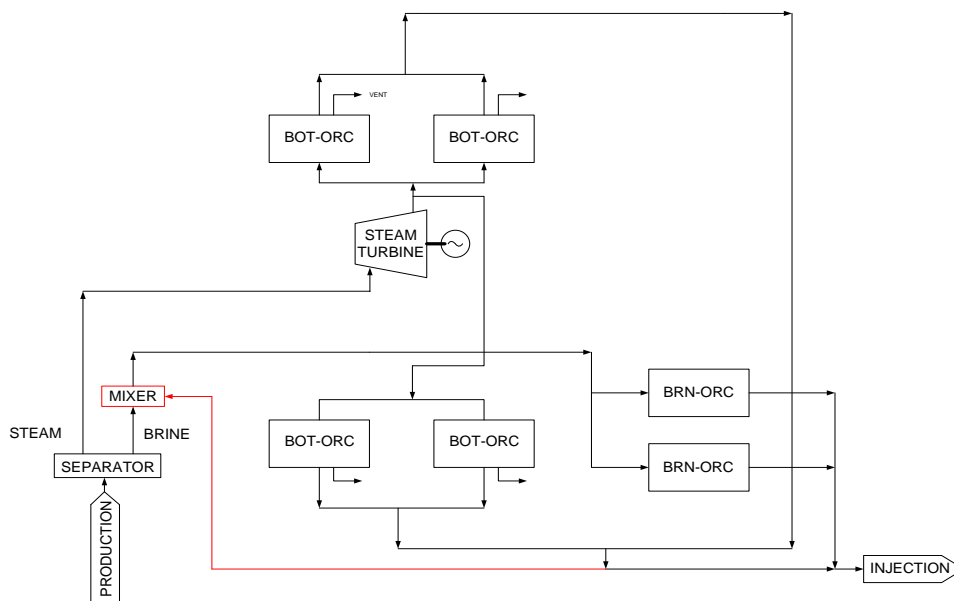 VENT
BOT-ORC
BOT-ORC
STEAM
TURBINE
MIXER
BRN-ORC
STEAM
BRINE
BOT-ORC
BOT-ORC
SEPARATOR
BRN-ORC
PRODUCTION
INJECTION